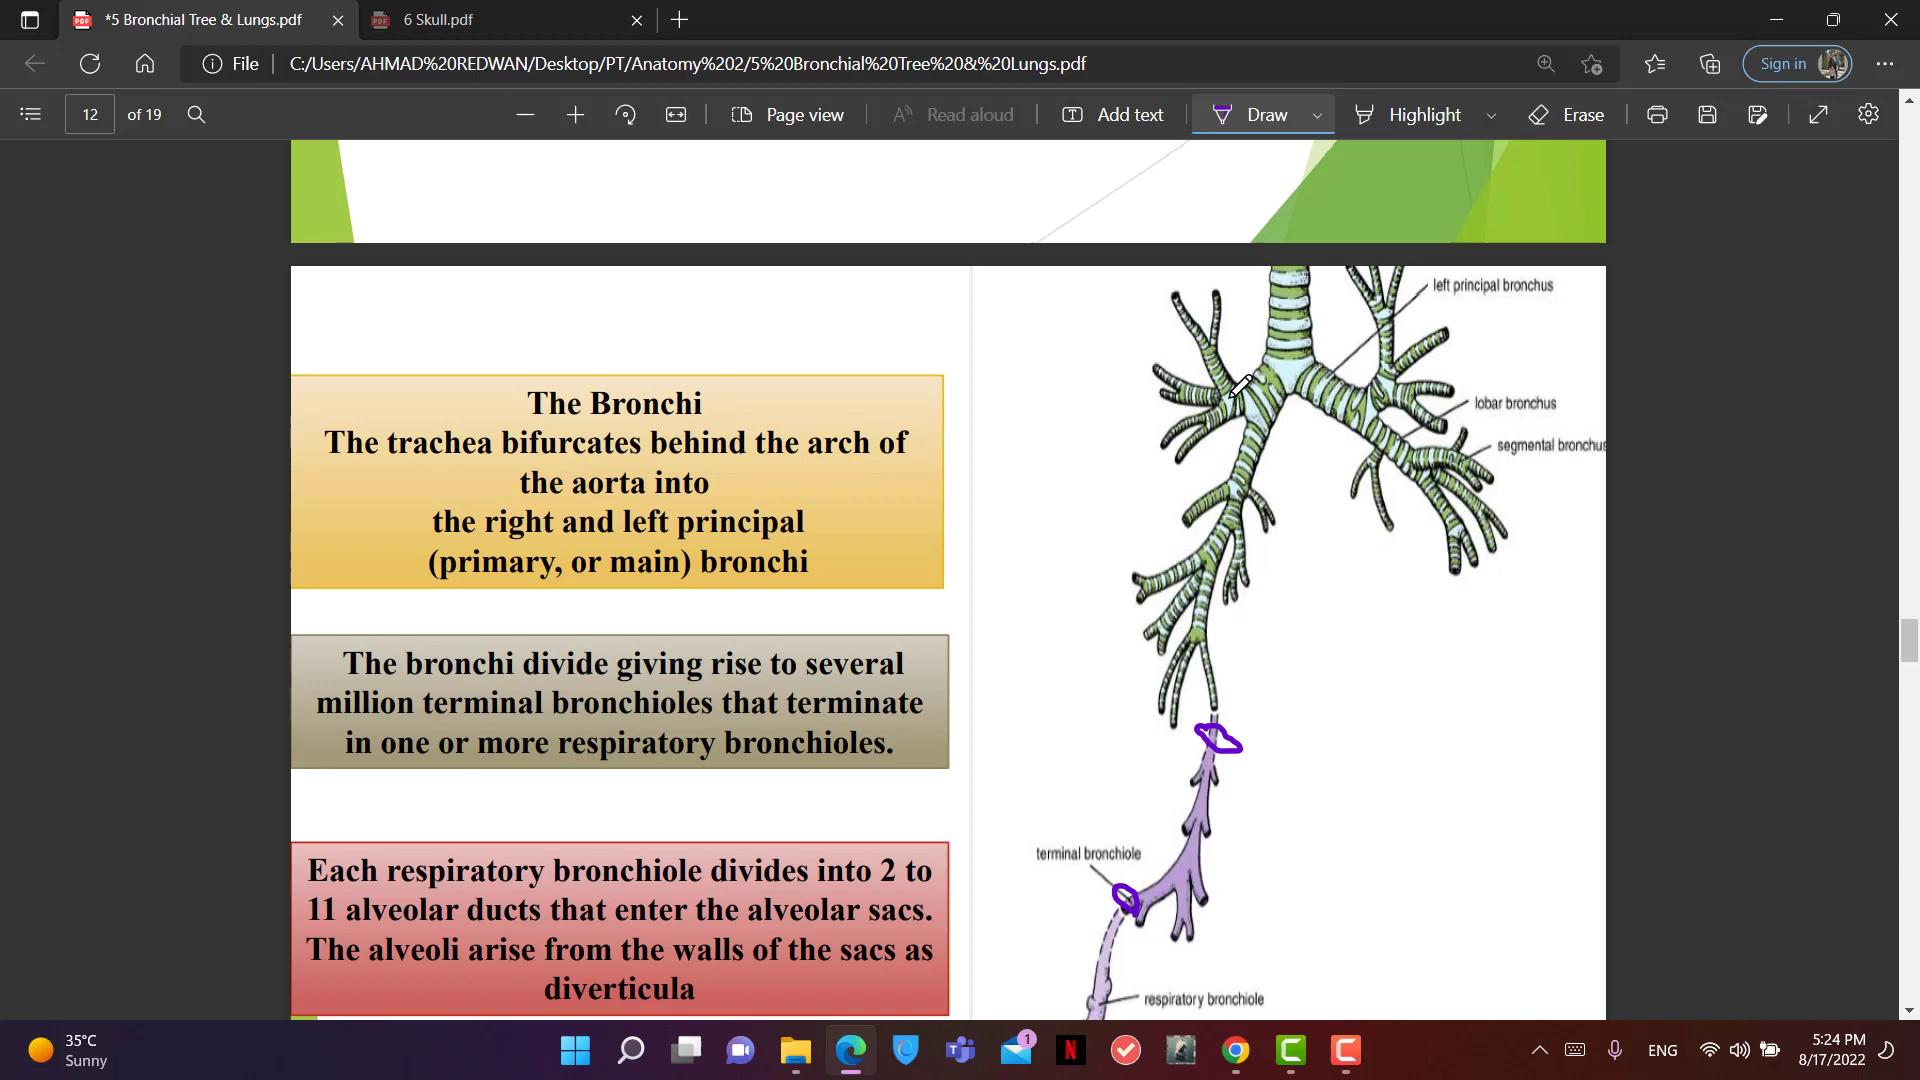 *5 Bronchial Tree & Lungs.pdf
6 Skull.pdf
File
C:/Users/AHMAD%20REDWAN/Desktop/PT/Anatomy%202/5%20Bronchial%20Tree%20&%20Lungs.pdf
Sign in
12 of 19
Page view
Read aloud
Add text
Draw
Highlight
Erase
left principal bronchus
lobar bronchus
segmental bronchus
The Bronchi
The trachea bifurcates behind the arch of
the aorta into
the right and left principal
(primary, or main) bronchi
The bronchi divide giving rise to several
million terminal bronchioles that terminate
in one or more respiratory bronchioles.
terminal bronchiole
Each respiratory bronchiole divides into 2 to
11 alveolar ducts that enter the alveolar sacs.
The alveoli arise from the walls of the sacs as
diverticula
respiratory bronchiole
35°C
Sunny
1
ENG
5:24 PM
8/17/2022